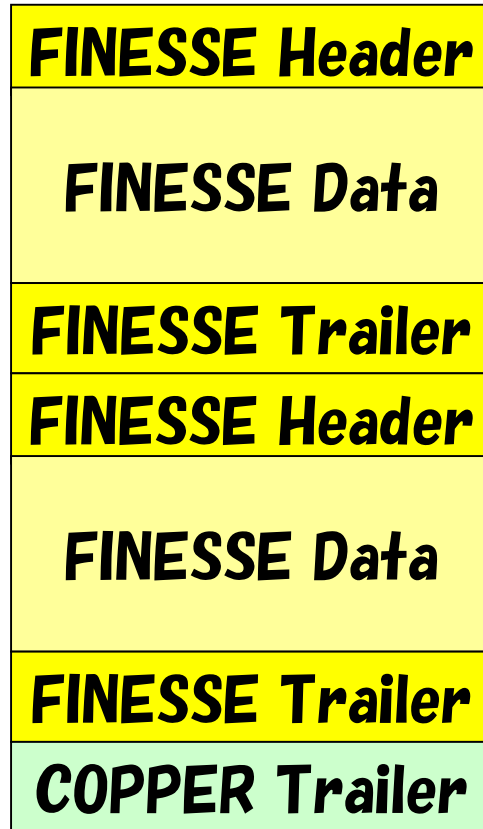 FINESSE Header
FINESSE Data
FINESSE Trailer
FINESSE Header
FINESSE Data
FINESSE Trailer
COPPER Trailer